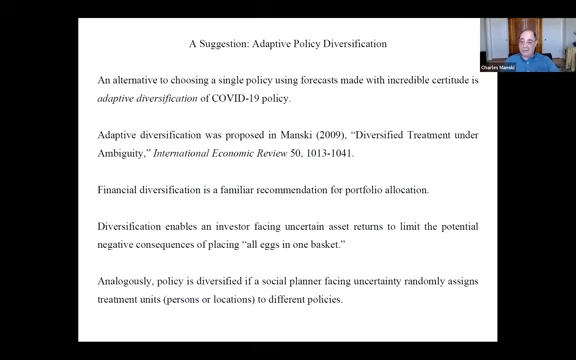 A Suggestion: Adaptive Policy Diversification
An alternative to choosing a single policy using forecasts made with incredible certitude is
adaptive diversification of COVID-19 policy.
Adaptive diversification was proposed in Manski (2009), “Diversified Treatment under
Ambiguity,” International Economic Review 50, 1013-1041.
Financial diversification is a familiar recommendation for portfolio allocation.
Diversification enables an investor facing uncertain asset returns to limit the potential
negative consequences of placing “all eggs in one basket.”
Analogously, policy is diversified if a social planner facing uncertainty randomly assigns
treatment units (persons or locations) to different policies.
Charles Manski